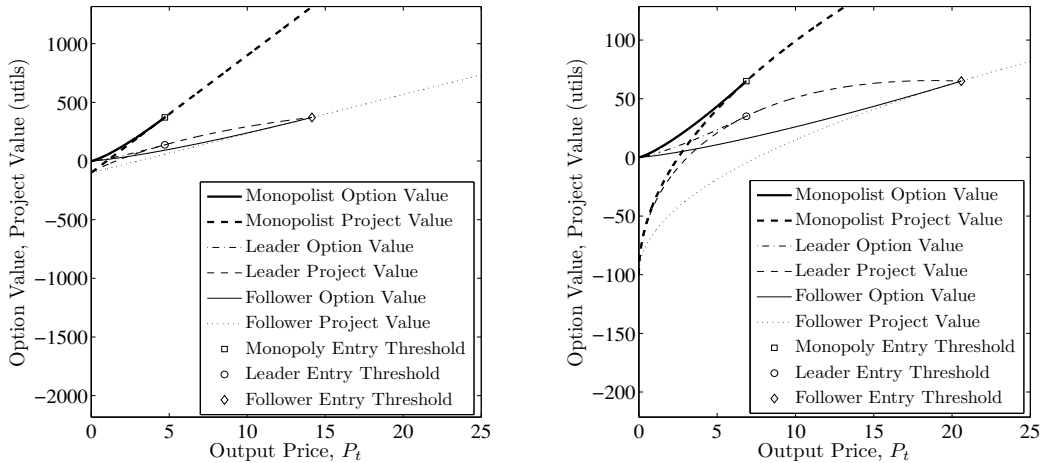 Option Value, Project Value (utils)
1000
500
0
−500
−1000
−1500
−2000
0
5
10
15
20
25
Output Price, P_t
Monopolist Option Value
Monopolist Project Value
Leader Option Value
Leader Project Value
Follower Option Value
Follower Project Value
Monopoly Entry Threshold
Leader Entry Threshold
Follower Entry Threshold
Option Value, Project Value (utils)
100
50
0
−50
−100
−150
−200
0
5
10
15
20
25
Output Price, P_t
Monopolist Option Value
Monopolist Project Value
Leader Option Value
Leader Project Value
Follower Option Value
Follower Project Value
Monopoly Entry Threshold
Leader Entry Threshold
Follower Entry Threshold